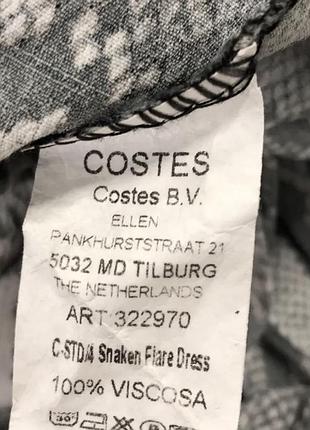 COSTES
Costes B.V.
ELLEN
PANKHURSTSTRAAT 21
5032 MD TILBURG
THE NETHERLANDS
ART:322970
C-STD/4 Snaken Flare Dress
100% VISCOSA